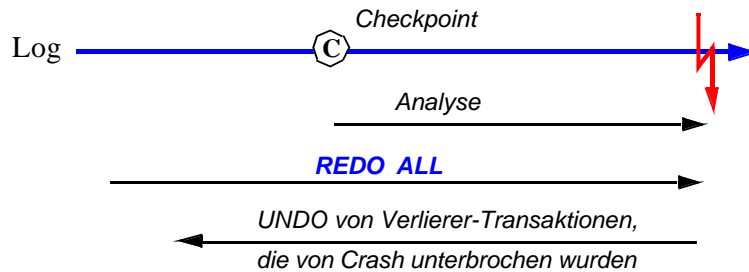 Checkpoint
Log
C
Analyse
REDO ALL
UNDO von Verlierer-Transaktionen,
die von Crash unterbrochen wurden